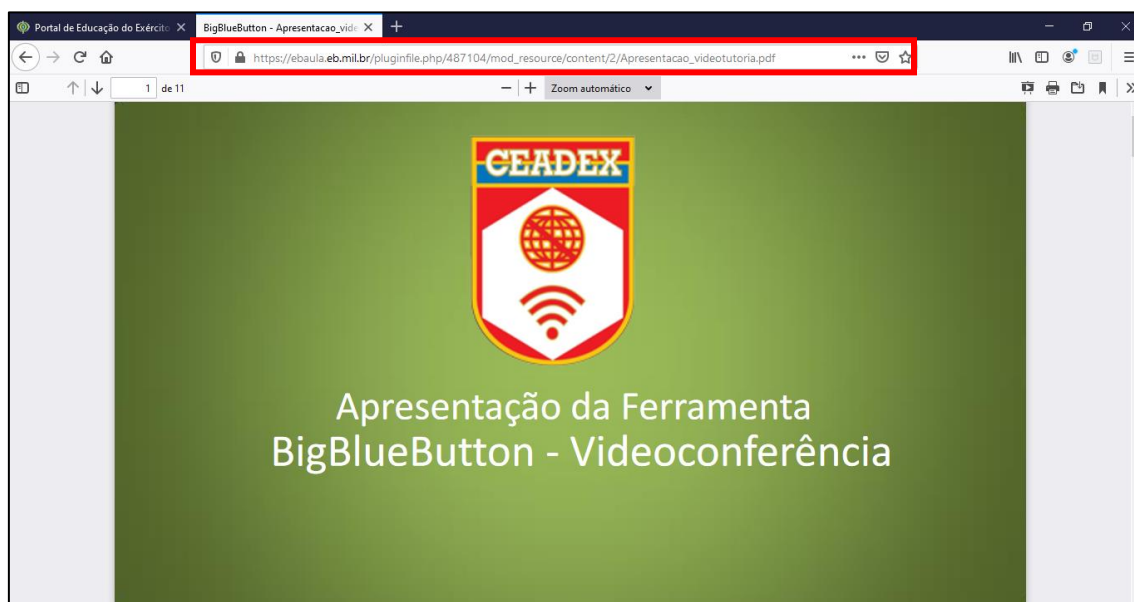 Portal de Educação do Exército
BigBlueButton - Apresentacao_vide
https://ebaula.eb.mil.br/pluginfile.php/487104/mod_resource/content/2/Apresentacao_videotutoria.pdf
1 de 11
Zoom automático
CEADEX
Apresentação da Ferramenta
BigBlueButton - Videoconferência